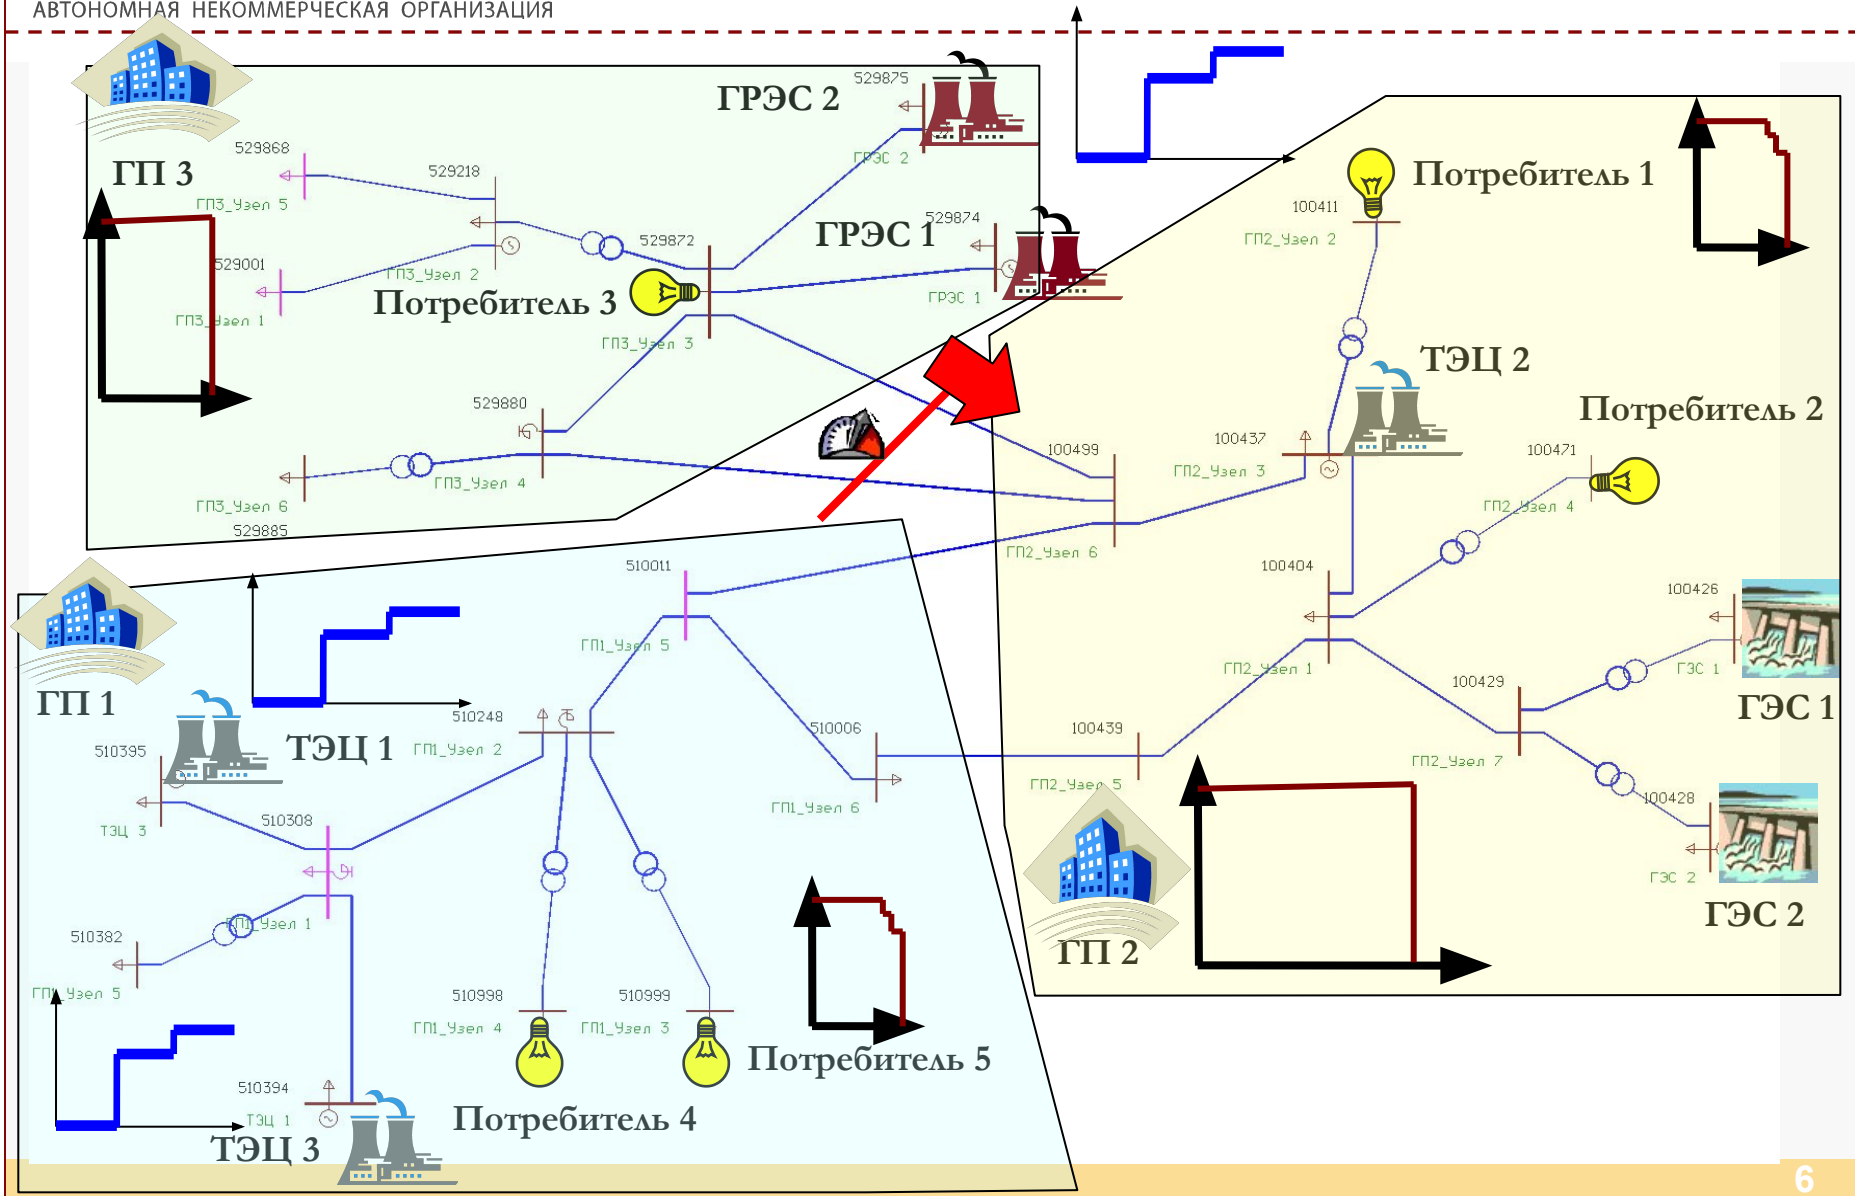 АВТОНОМНАЯ НЕКОММЕРЧЕСКАЯ ОРГАНИЗАЦИЯ
529875
ГРЭС 2
ГРЭС 2
529868
ГП 3
529218
ГП3_Узел 5
Потребитель 1
100411
ГП2_Узел 2
529874
ГРЭС 1
529872
529001
ГП3_Узел 2
Потребитель 3
ГРЭС 1
ГП3_Узел 1
ГП3_Узел 3
ТЭЦ 2
529880
Потребитель 2
100499
100437
100471
ГП2_Узел 3
ГП3_Узел 4
ГП3_Узел 6
ГП2_Узел 4
529885
ГП2_Узел 6
510011
100404
100426
ГП1_Узел 5
ГП2_Узел 1
ГЭС 1
100429
ГП 1
ГЭС 1
510248
510006
100439
510395
ТЭЦ 1
ГП1_Узел 2
ГП2_Узел 7
ГП2_Узел 5
100428
ГП1_Узел 6
510308
ТЭЦ 3
ГЭС 2
ГЭС 2
ГП1_Узел 1
510382
ГП 2
ГП1_Узел 5
510998
510999
ГП1_Узел 4
ГП1_Узел 3
Потребитель 5
510394
ТЭЦ 1
Потребитель 4
ТЭЦ 3
6